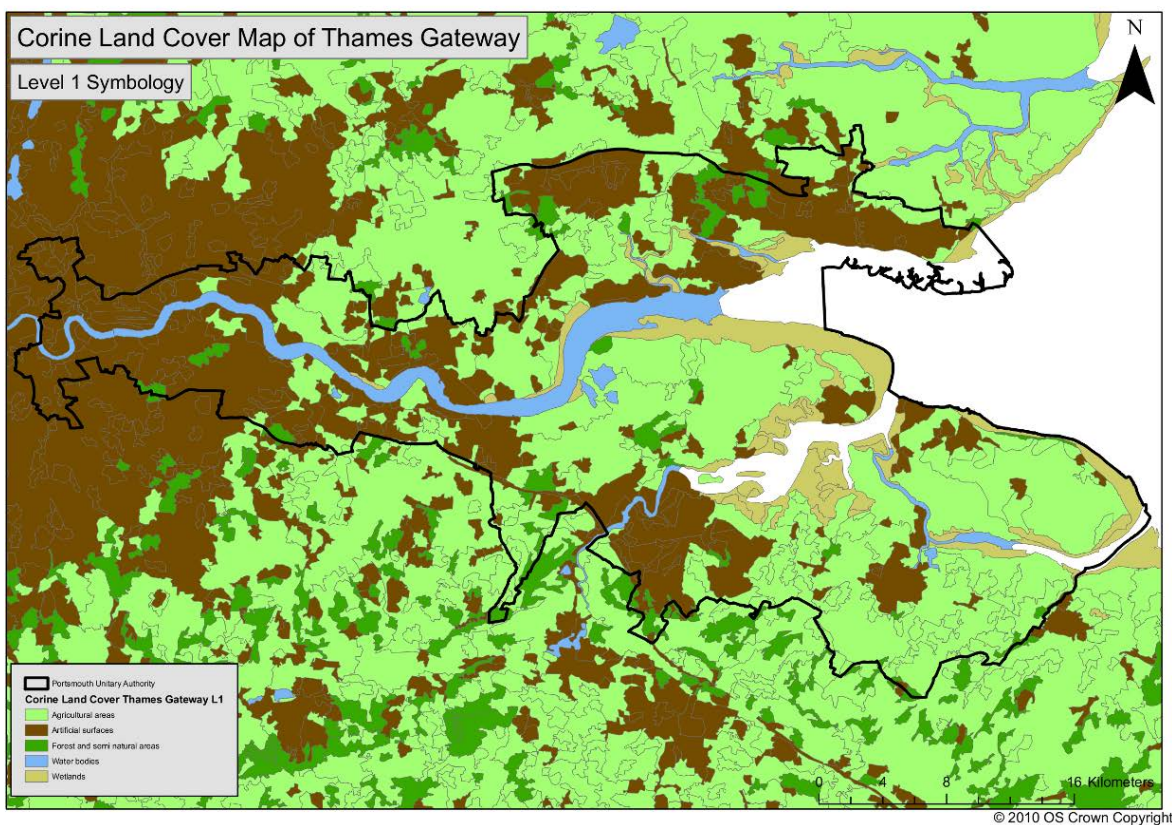 Corine Land Cover Map of Thames Gateway
Level 1 Symbology
N
Portsmouth Unitary Authority
Corine Land Cover Thames Gateway L1
Agricultural areas
Artificial surfaces
Forest and semi natural areas
Water bodies
Wetlands
0 4 8 16 Kilometers
© 2010 OS Crown Copyright